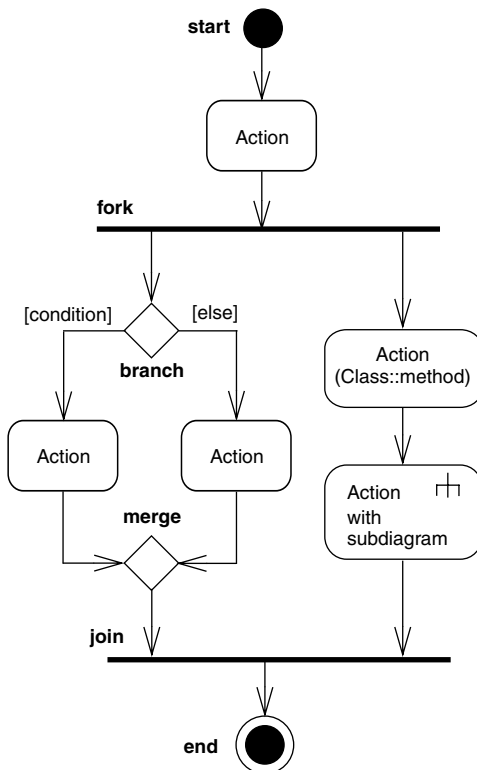 start
Action
fork
[condition]
[else]
branch
Action
(Class::method)
Action
Action
Action
with
subdiagram
merge
join
end